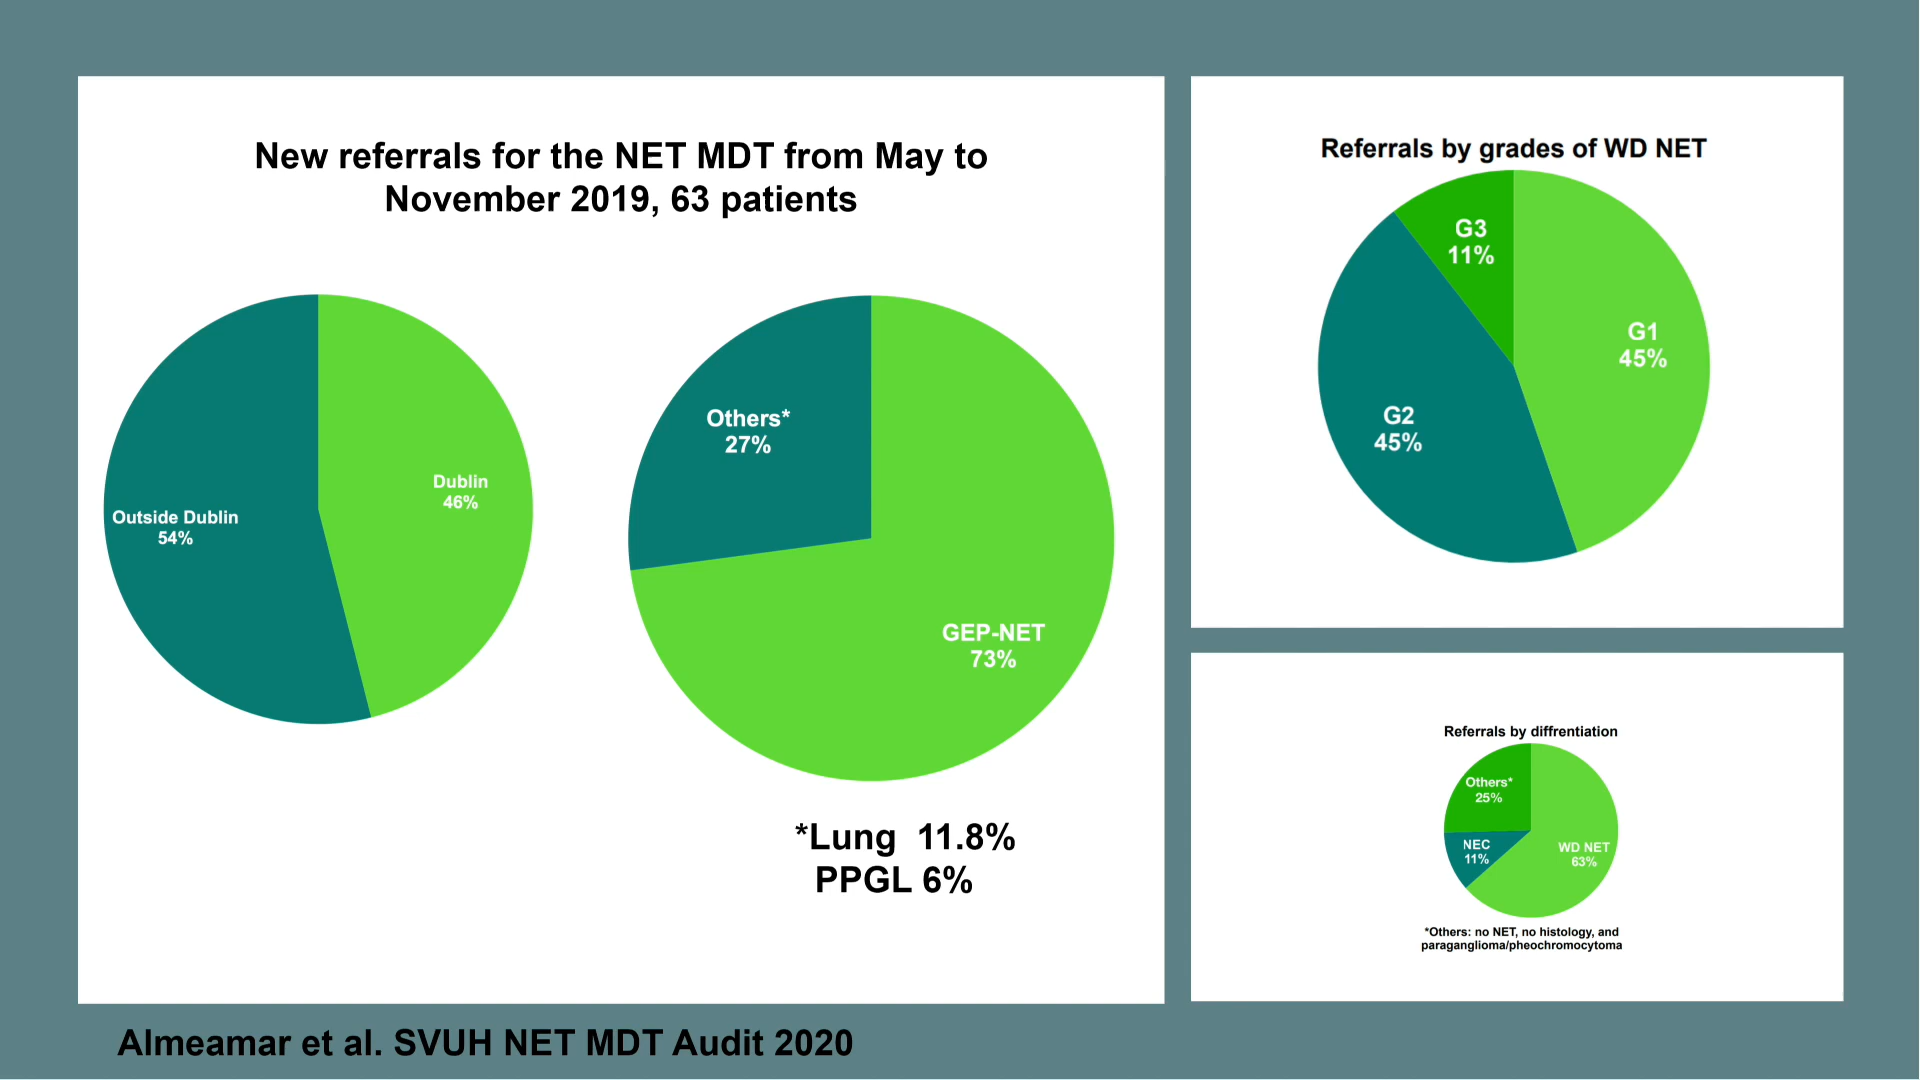 New referrals for the NET MDT from May to
November 2019, 63 patients
Outside Dublin
54%
Dublin
46%
Others*
27%
GEP-NET
73%
*Lung  11.8%
PPGL 6%
Referrals by grades of WD NET
G3
11%
G1
45%
G2
45%
Referrals by diffrentiation
Others*
25%
NEC
11%
WD NET
63%
*Others: no NET, no histology, and
paraganglioma/pheochromocytoma
Almeamar et al. SVUH NET MDT Audit 2020